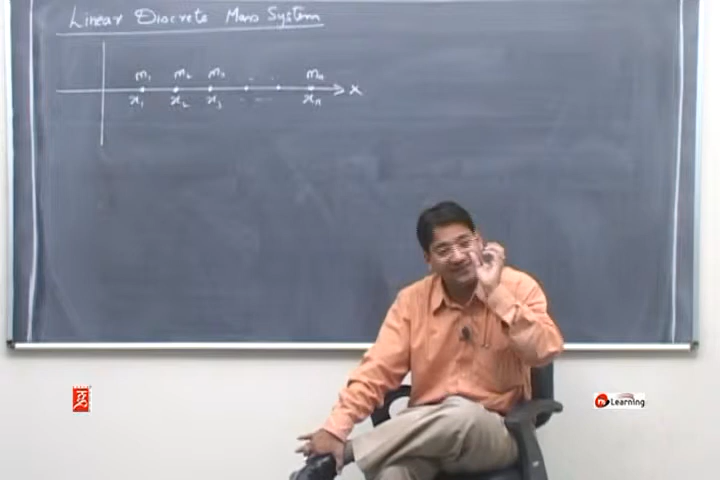 Linear Discrete Mass System
m₁ m₂ m₃ .. .. mₙ
x₁ x₂ x₃ xₙ x
Learning